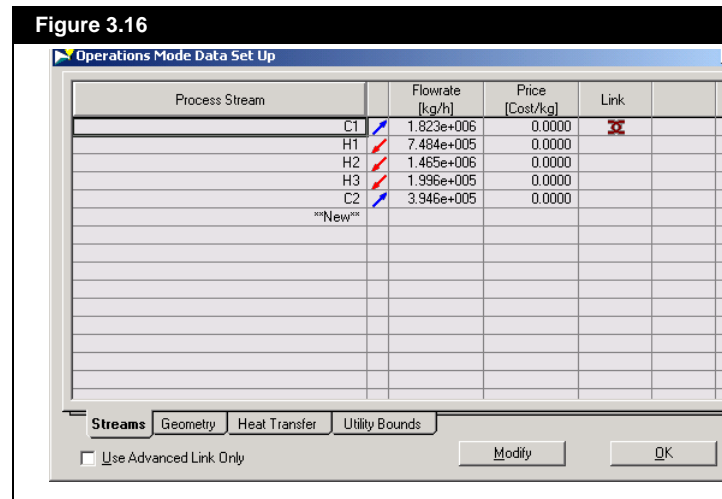 Figure 3.16
Operations Mode Data Set Up
Process Stream Flowrate [kg/h] Price [Cost/kg] Link
C1 1.823e+006 0.0000
H1 7.484e+005 0.0000
H2 1.465e+006 0.0000
H3 1.996e+005 0.0000
C2 3.946e+005 0.0000
**New**
Streams Geometry Heat Transfer Utility Bounds
Use Advanced Link Only Modify OK